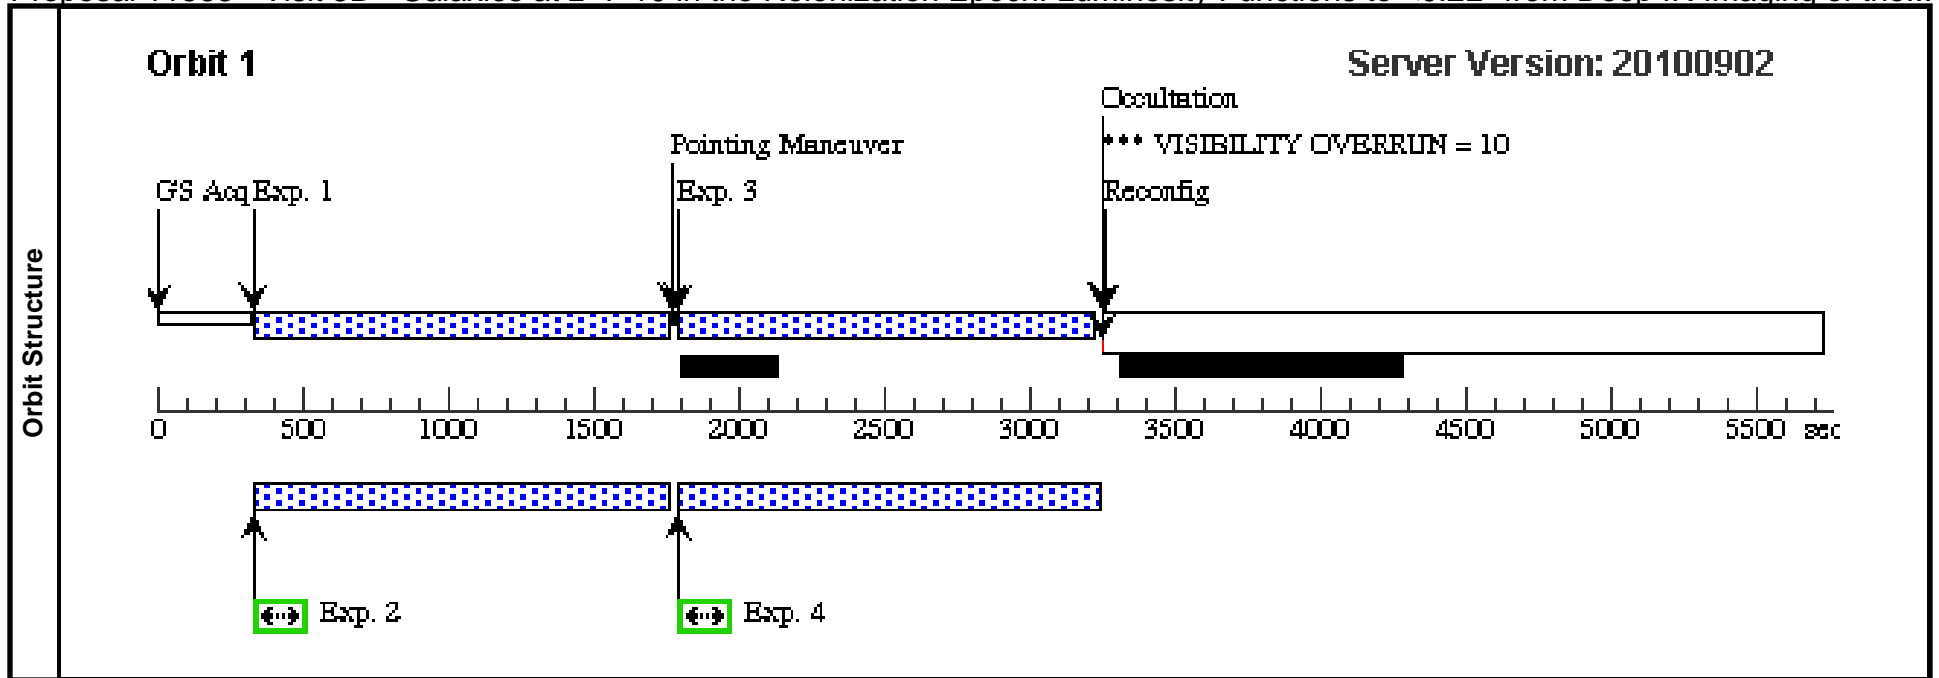 Orbit 1
Server Version: 20100902
Occultation
Pointing Maneuver
*** VISIBILITY OVERRUN = 10
GS Acq
Exp. 1
Exp. 3
Reconfig
Orbit Structure
0
500
1000
1500
2000
2500
3000
3500
4000
4500
5000
5500
sec
Exp. 2
Exp. 4